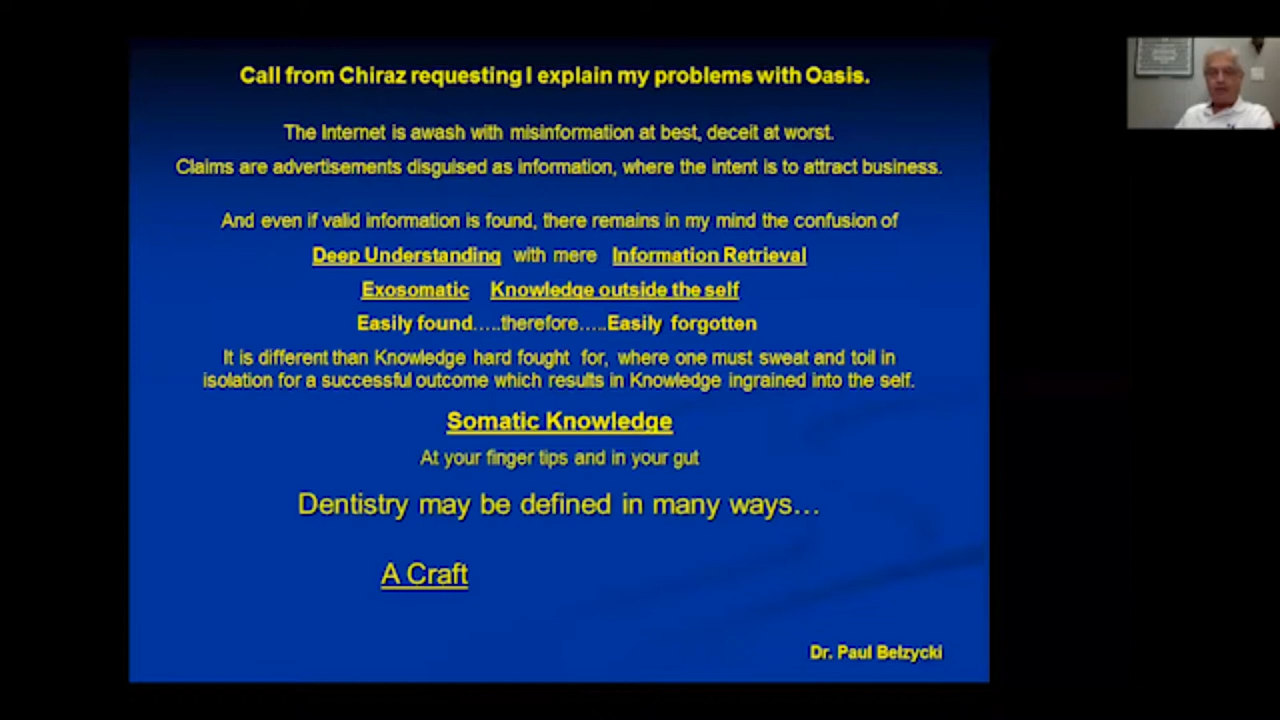 Call from Chiraz requesting I explain my problems with Oasis.
The Internet is awash with misinformation at best, deceit at worst.
Claims are advertisements disguised as information, where the intent is to attract business.
And even if valid information is found, there remains in my mind the confusion of
Deep Understanding with mere Information Retrieval
Exosomatic Knowledge outside the self
Easily found.....therefore.....Easily forgotten
It is different than Knowledge hard fought for, where one must sweat and toil in
isolation for a successful outcome which results in Knowledge ingrained into the self.
Somatic Knowledge
At your finger tips and in your gut
Dentistry may be defined in many ways...
A Craft
Dr. Paul Belzycki